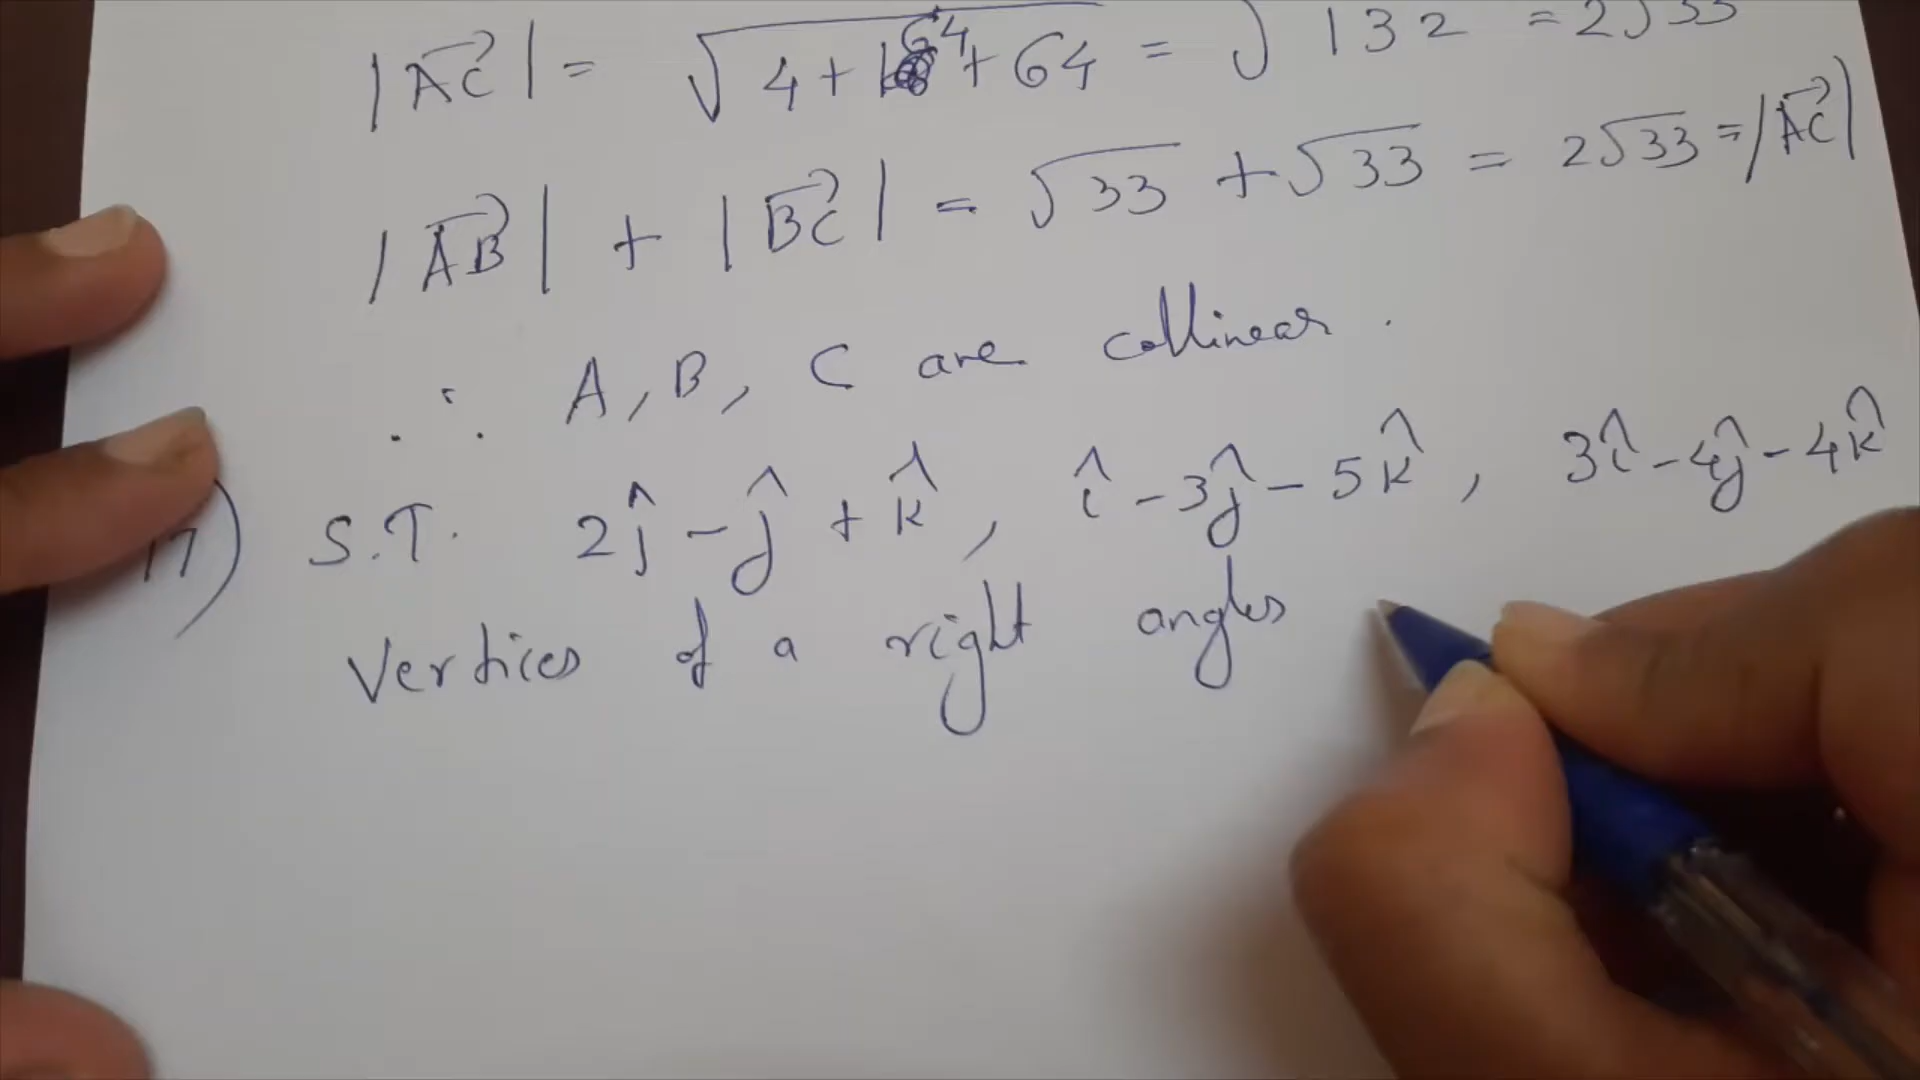 |AC⃗| = √4 + 64 + 64 = √132 = 2√33
|AB⃗| + |BC⃗| = √33 + √33 = 2√33 = |AC⃗|
∴ A, B, C are collinear.
17) S.T. 2ĵ - ĵ + k̂, î - 3ĵ - 5k̂, 3î - 4ĵ - 4k̂
Vertices of a right angles